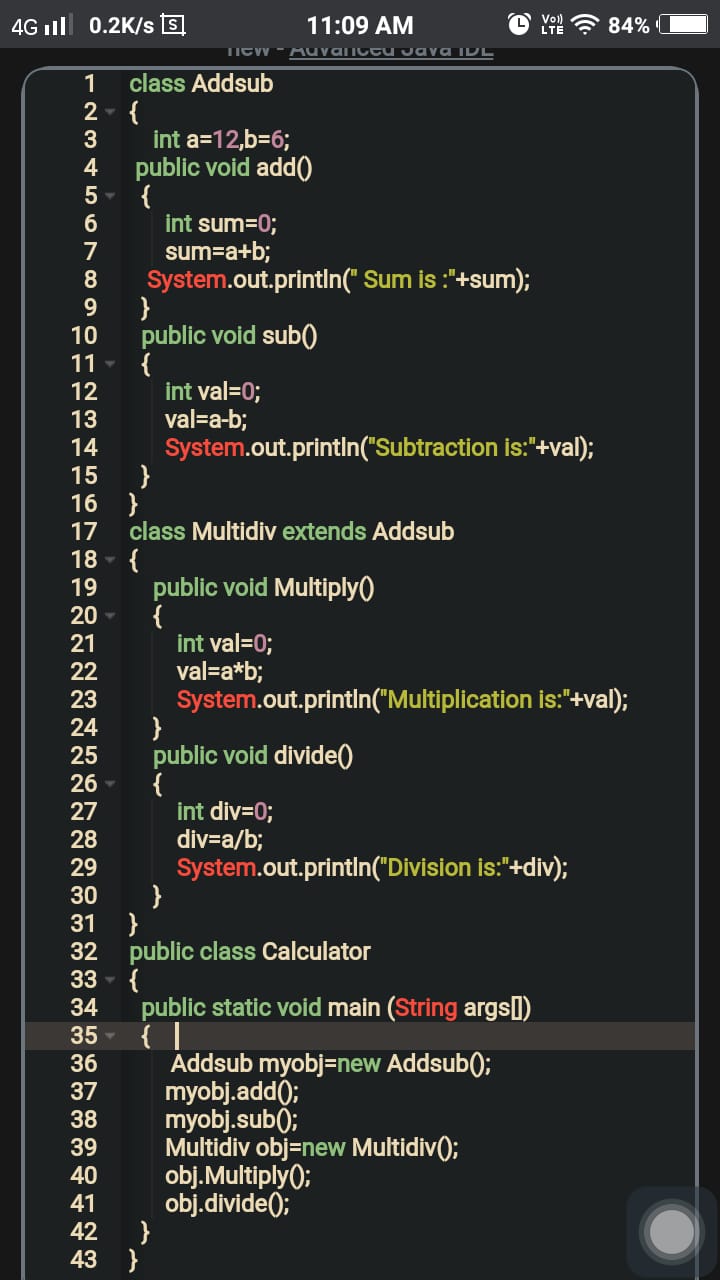 4G 0.2K/s S 11:09 AM Vo)) LTE 84%
new - Advanced Java IDE
1 class Addsub
2 {
3 int a=12,b=6;
4 public void add()
5 {
6 int sum=0;
7 sum=a+b;
8 System.out.println(" Sum is :"+sum);
9 }
10 public void sub()
11 {
12 int val=0;
13 val=a-b;
14 System.out.println("Subtraction is:"+val);
15 }
16 }
17 class Multidiv extends Addsub
18 {
19 public void Multiply()
20 {
21 int val=0;
22 val=a*b;
23 System.out.println("Multiplication is:"+val);
24 }
25 public void divide()
26 {
27 int div=0;
28 div=a/b;
29 System.out.println("Division is:"+div);
30 }
31 }
32 public class Calculator
33 {
34 public static void main (String args[])
35 {
36 Addsub myobj=new Addsub();
37 myobj.add();
38 myobj.sub();
39 Multidiv obj=new Multidiv();
40 obj.Multiply();
41 obj.divide();
42 }
43 }